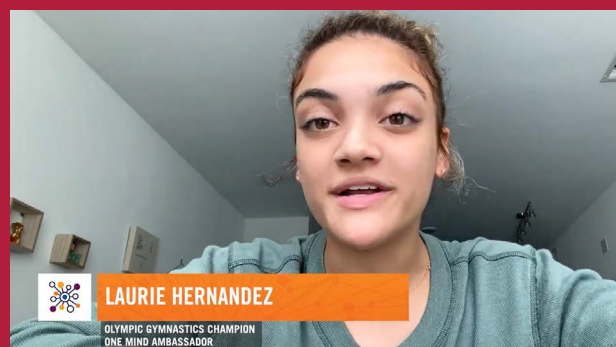 LAURIE HERNANDEZ
OLYMPIC GYMNASTICS CHAMPION
ONE MIND AMBASSADOR